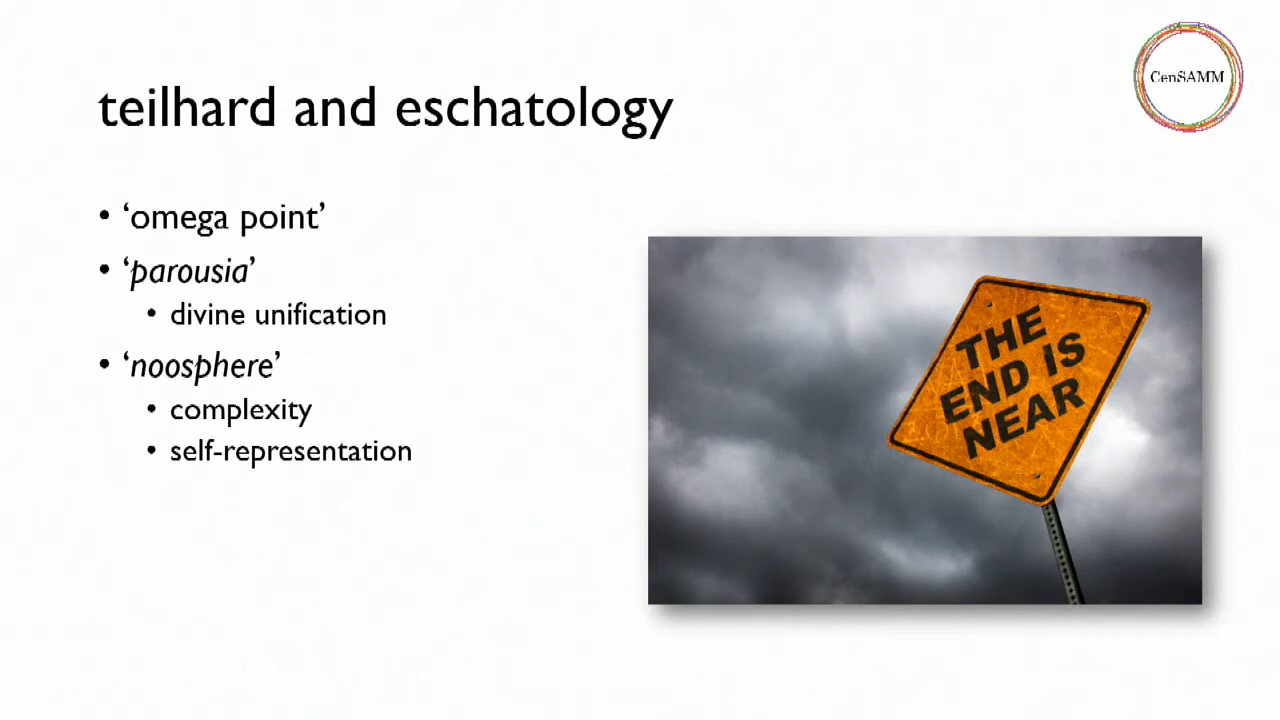 CenSAMM
teilhard and eschatology
• ‘omega point’
• ‘parousia’
• divine unification
• ‘noosphere’
• complexity
• self-representation
THE
END IS
NEAR